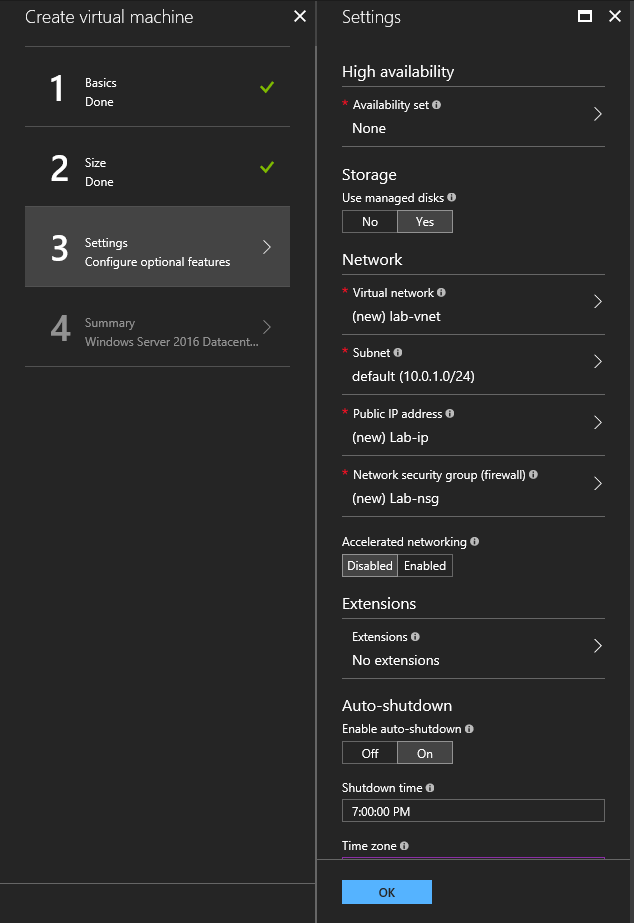 Create virtual machine
1
Basics
Done
2
Size
Done
3
Settings
Configure optional features
4
Summary
Windows Server 2016 Datacent...
Settings
High availability
* Availability set
None
Storage
Use managed disks
No Yes
Network
* Virtual network
(new) lab-vnet
* Subnet
default (10.0.1.0/24)
* Public IP address
(new) Lab-ip
* Network security group (firewall)
(new) Lab-nsg
Accelerated networking
Disabled Enabled
Extensions
Extensions
No extensions
Auto-shutdown
Enable auto-shutdown
Off On
Shutdown time
7:00:00 PM
Time zone
OK